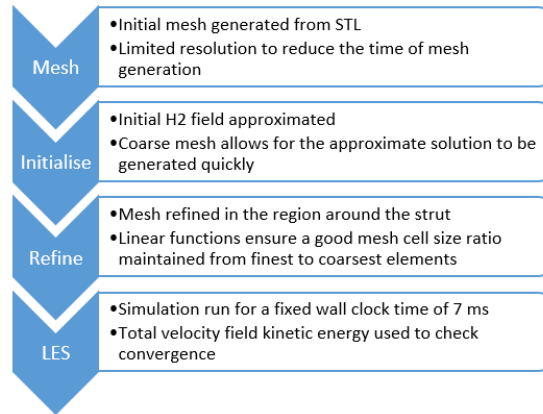 Mesh
•Initial mesh generated from STL
•Limited resolution to reduce the time of mesh
generation
Initialise
•Initial H2 field approximated
•Coarse mesh allows for the approximate solution to be
generated quickly
Refine
•Mesh refined in the region around the strut
•Linear functions ensure a good mesh cell size ratio
maintained from finest to coarsest elements
LES
•Simulation run for a fixed wall clock time of 7 ms
•Total velocity field kinetic energy used to check
convergence